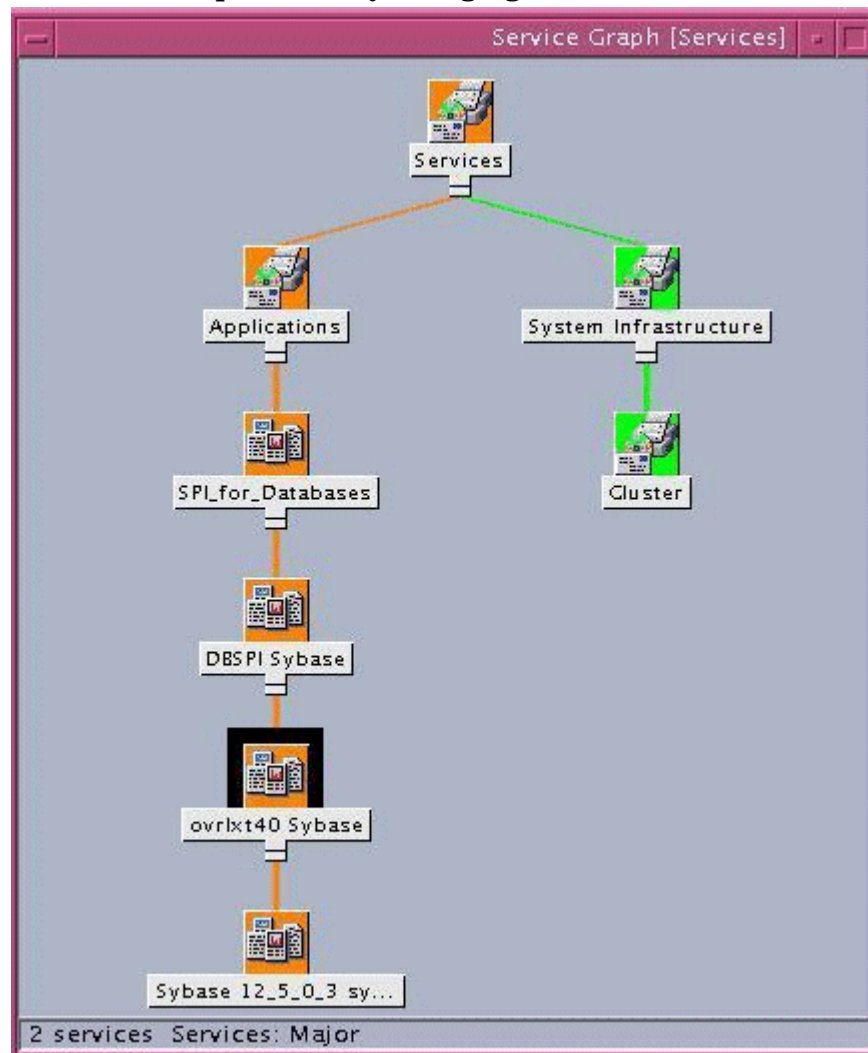 Service Graph [Services]
Services
Applications
System Infrastructure
SPI_for_Databases
Cluster
DBSPI Sybase
ovrlxt40 Sybase
Sybase 12_5_0_3 sy...
2 services Services: Major